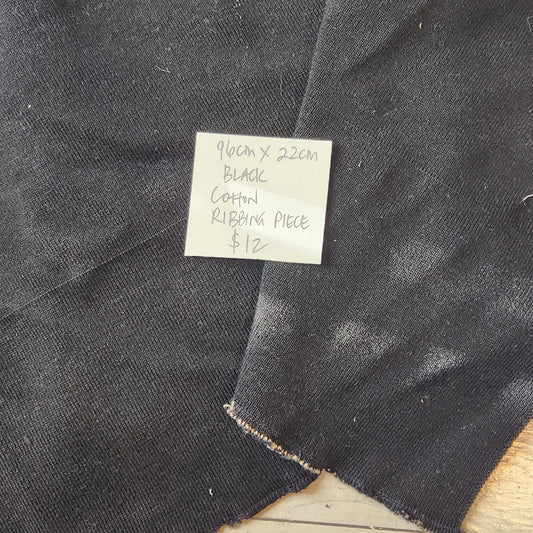 96cm X 22cm
BLACK
COTTON
RIBBING PIECE
$12